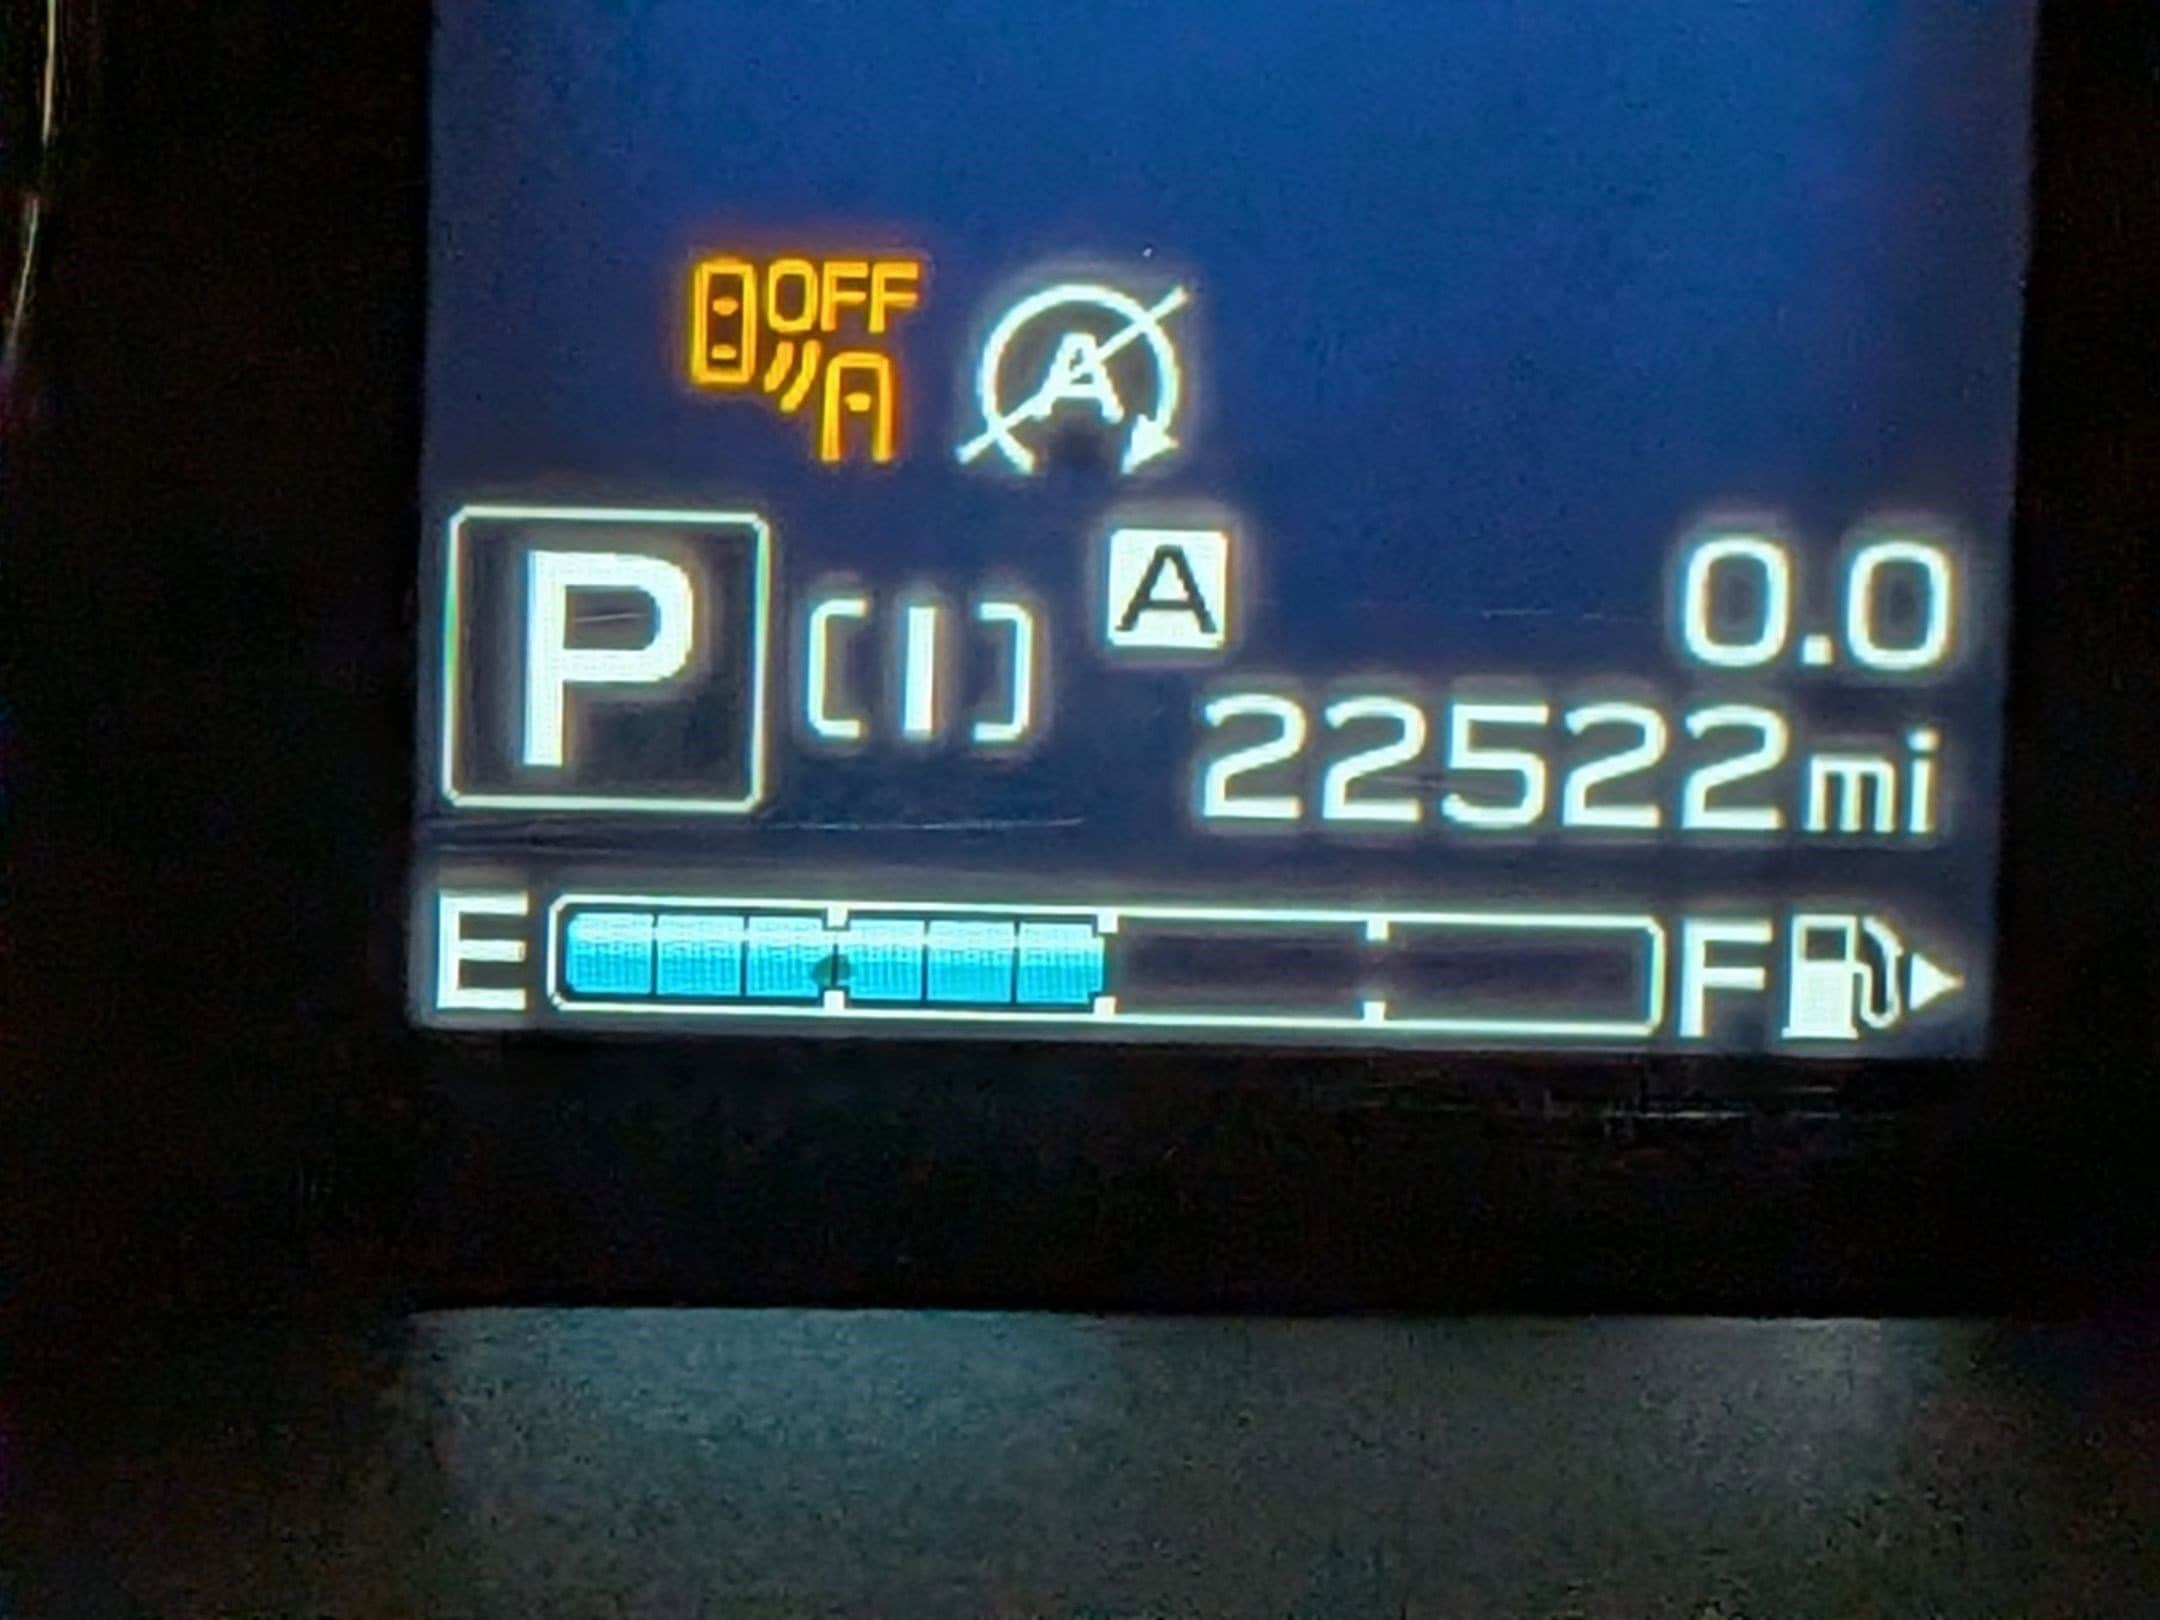 OFF
A
A
P [I] 0.0
22522mi
E F